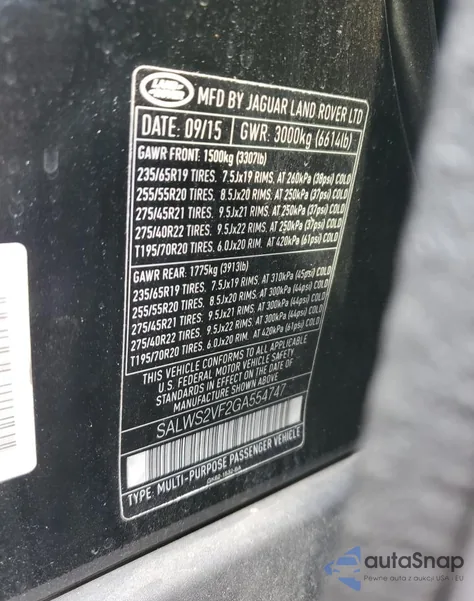 LAND ROVER
MFD BY JAGUAR LAND ROVER LTD
DATE: 09/15 GWR: 3000kg (6614lb)
GAWR FRONT: 1500kg (3307lb)
235/65R19 TIRES, 7.5Jx19 RIMS, AT 260kPa (38psi) COLD
255/55R20 TIRES, 8.5Jx20 RIMS, AT 250kPa (37psi) COLD
275/45R21 TIRES, 9.5Jx21 RIMS, AT 250kPa (37psi) COLD
275/40R22 TIRES, 9.5Jx22 RIMS, AT 250kPa (37psi) COLD
T195/70R20 TIRES, 6.0Jx20 RIM, AT 420kPa (61psi) COLD
GAWR REAR: 1775kg (3913lb)
235/65R19 TIRES, 7.5Jx19 RIMS, AT 310kPa (45psi) COLD
255/55R20 TIRES, 8.5Jx20 RIMS, AT 300kPa (44psi) COLD
275/45R21 TIRES, 9.5Jx21 RIMS, AT 300kPa (44psi) COLD
275/40R22 TIRES, 9.5Jx22 RIMS, AT 300kPa (44psi) COLD
T195/70R20 TIRES, 6.0Jx20 RIM, AT 420kPa (61psi) COLD
THIS VEHICLE CONFORMS TO ALL APPLICABLE
U.S. FEDERAL MOTOR VEHICLE SAFETY
STANDARDS IN EFFECT ON THE DATE OF
MANUFACTURE SHOWN ABOVE.
SALWS2VF2GA554747
TYPE: MULTI-PURPOSE PASSENGER VEHICLE
autaSnap
Pewne auta z USA i EU